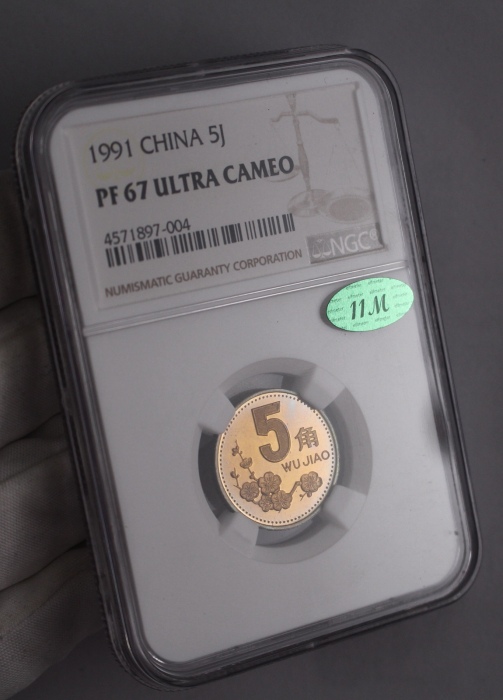 1991 CHINA 5J
PF 67 ULTRA CAMEO
4571897-004
NGC®
NUMISMATIC GUARANTY CORPORATION
11M
5角
WU JIAO